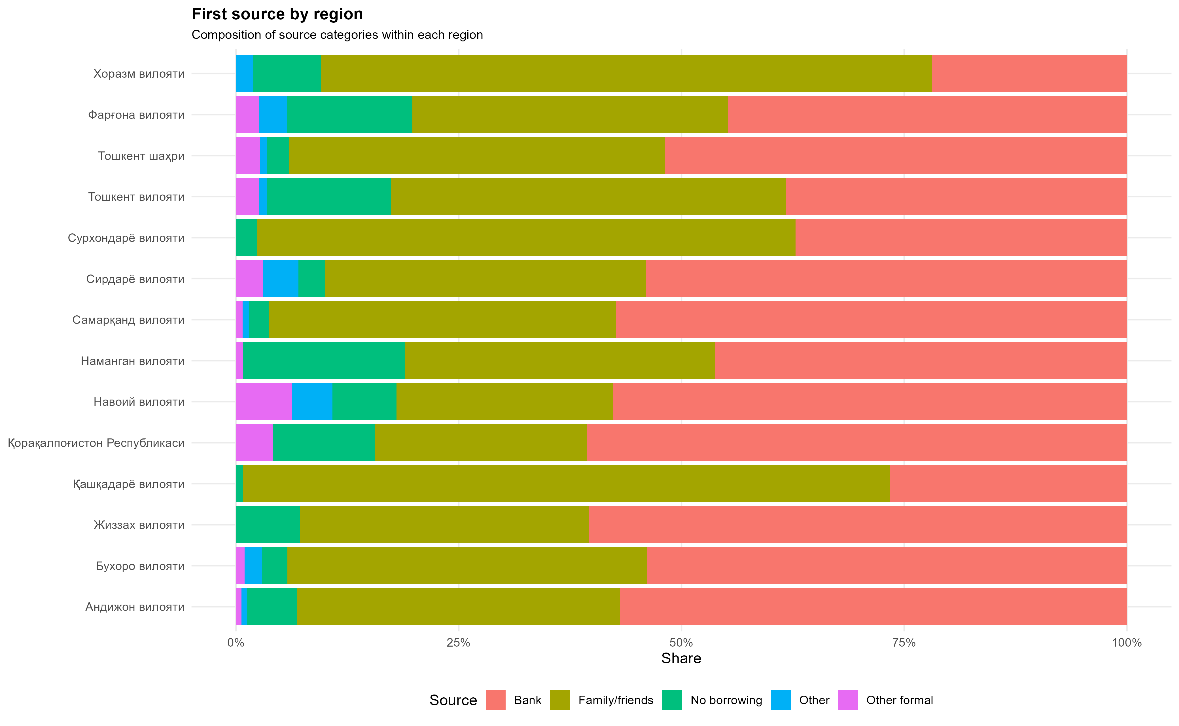 First source by region
Composition of source categories within each region
Хоразм вилояти
Фарғона вилояти
Тошкент шаҳри
Тошкент вилояти
Сурхондарё вилояти
Сирдарё вилояти
Самарқанд вилояти
Наманган вилояти
Навоий вилояти
Қорақалпоғистон Республикаси
Қашқадарё вилояти
Жиззах вилояти
Бухоро вилояти
Андижон вилояти
0% 25% 50% 75% 100%
Share
Source Bank Family/friends No borrowing Other Other formal